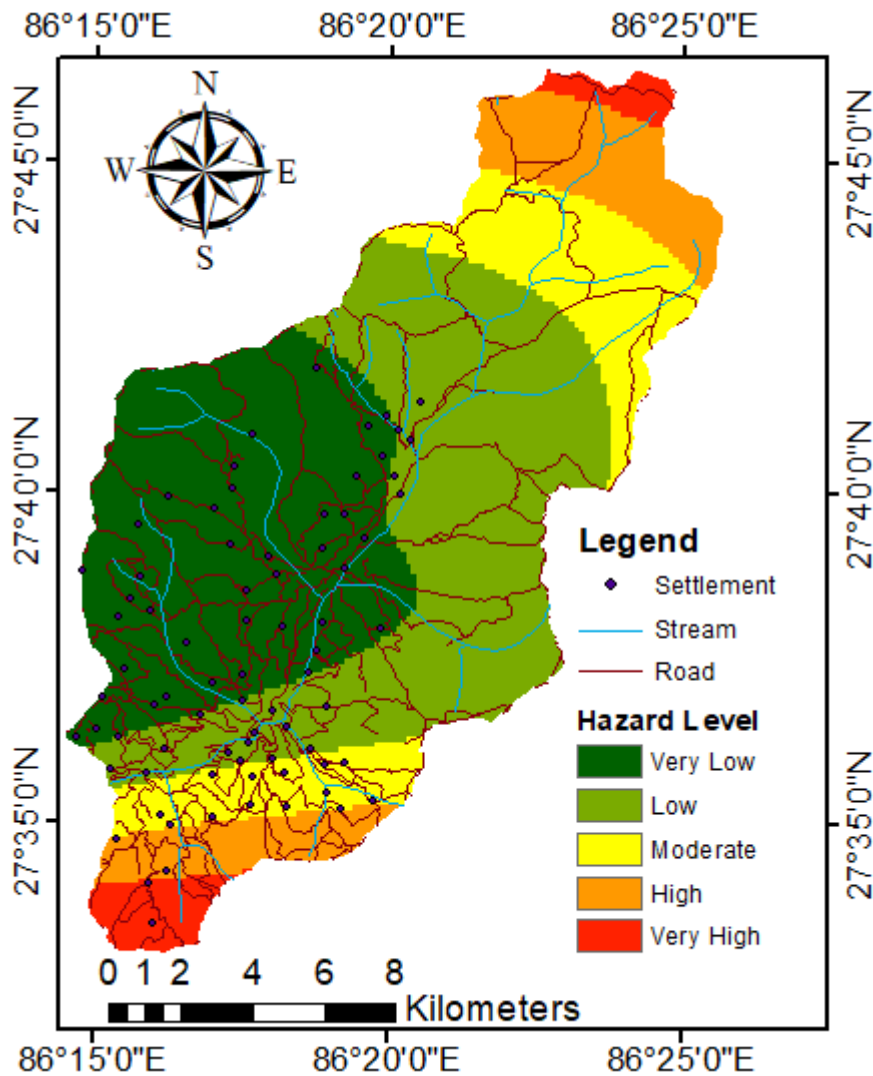 86°15'0"E 86°20'0"E 86°25'0"E
N
W E
S
27°45'0"N 27°45'0"N
27°40'0"N 27°40'0"N
27°35'0"N 27°35'0"N
Legend
Settlement
Stream
Road
Hazard Level
Very Low
Low
Moderate
High
Very High
0 1 2 4 6 8
Kilometers
86°15'0"E 86°20'0"E 86°25'0"E